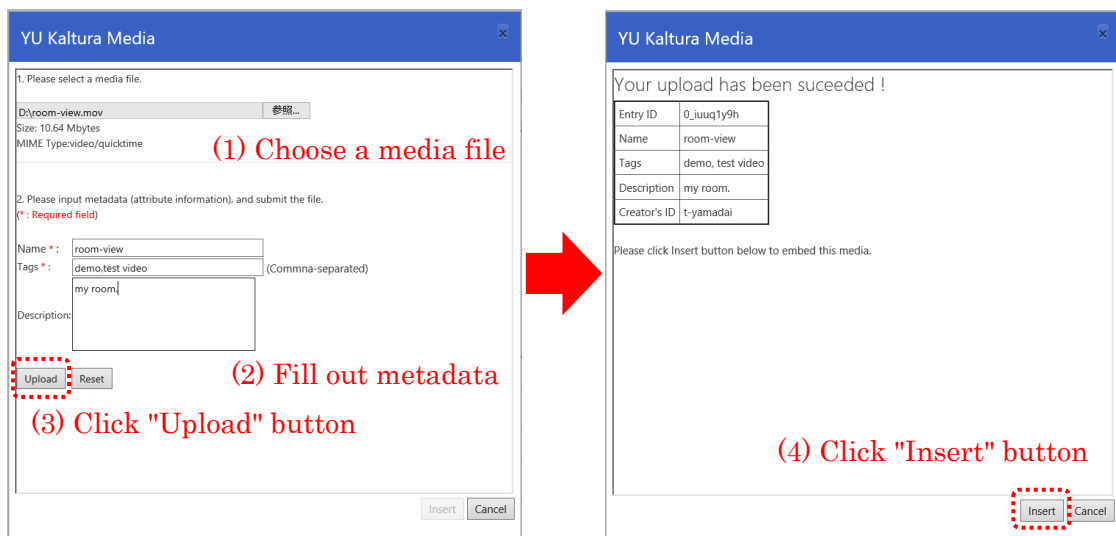 YU Kaltura Media
×
1. Please select a media file.
D:\room-view.mov
参照...
Size: 10.64 Mbytes
MIME Type:video/quicktime
(1) Choose a media file
2. Please input metadata (attribute information), and submit the file.
(* : Required field)
Name * : room-view
Tags * : demo,test video (Commna-separated)
Description: my room.
(2) Fill out metadata
Upload Reset
(3) Click "Upload" button
Insert Cancel
YU Kaltura Media
×
Your upload has been suceeded !
Entry ID 0_iuuq1y9h
Name room-view
Tags demo, test video
Description my room.
Creator's ID t-yamadai
Please click Insert button below to embed this media.
(4) Click "Insert" button
Insert Cancel